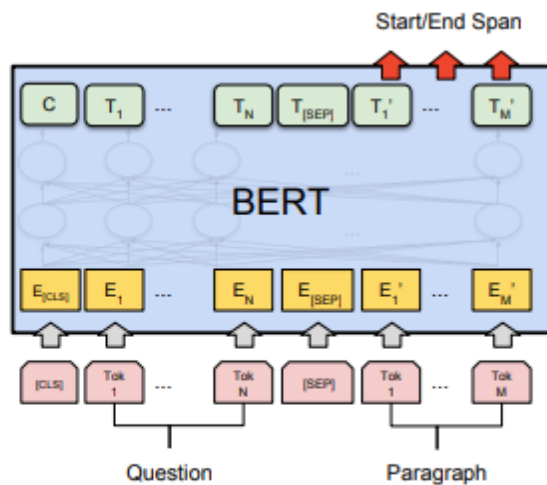 Start/End Span
C T1 ... TN T[SEP] T1' ... TM'
...
BERT
...
E[CLS] E1 ... EN E[SEP] E1' ... EM'
[CLS] Tok 1 ... Tok N [SEP] Tok 1 ... Tok M
Question Paragraph